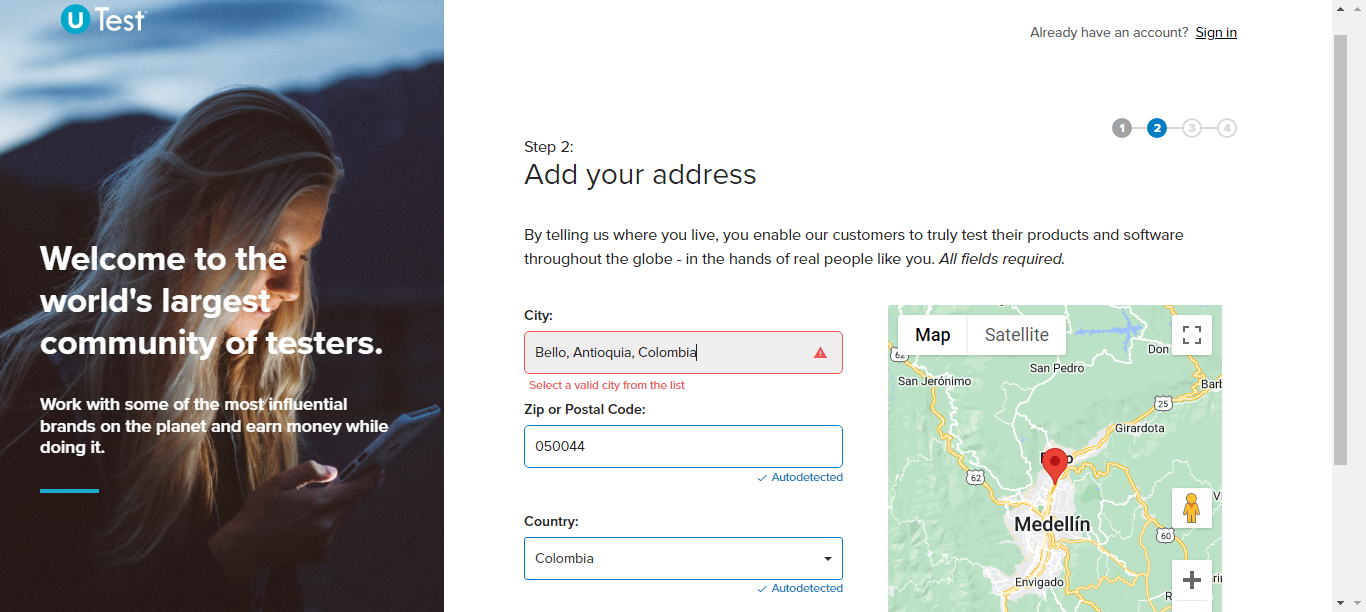 U Test
Already have an account? Sign in
1 2 3 4
Step 2:
Add your address
By telling us where you live, you enable our customers to truly test their products and software
throughout the globe - in the hands of real people like you. All fields required.
Welcome to the
world's largest
community of testers.
Work with some of the most influential
brands on the planet and earn money while
doing it.
City:
Bello, Antioquia, Colombia
Select a valid city from the list
Zip or Postal Code:
050044
Autodetected
Country:
Colombia
Autodetected
Map Satellite
62
Don
San Pedro
San Jerónimo
Barb
25
Girardota
62
Medellín
60
Envigado